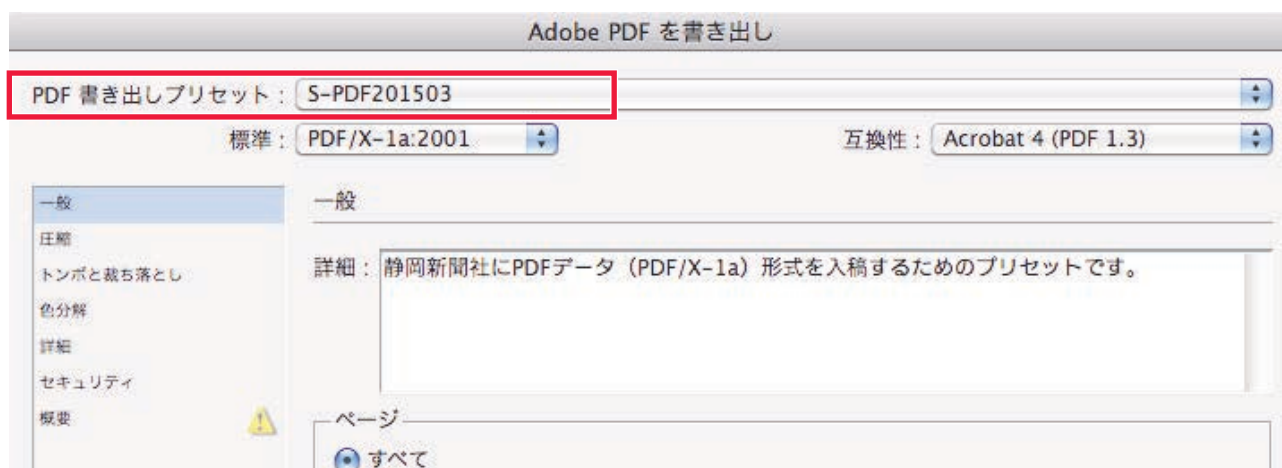 Adobe PDF を書き出し
PDF 書き出しプリセット： S-PDF201503
標準： PDF/X-1a:2001 互換性： Acrobat 4 (PDF 1.3)
一般
圧縮
トンボと裁ち落とし
色分解
詳細
セキュリティ
概要
一般
詳細： 静岡新聞社にPDFデータ（PDF/X-1a）形式を入稿するためのプリセットです。
ページ
すべて